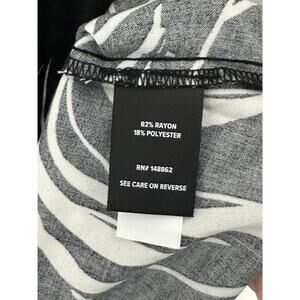 82% RAYON
18% POLYESTER
RN# 148862
SEE CARE ON REVERSE